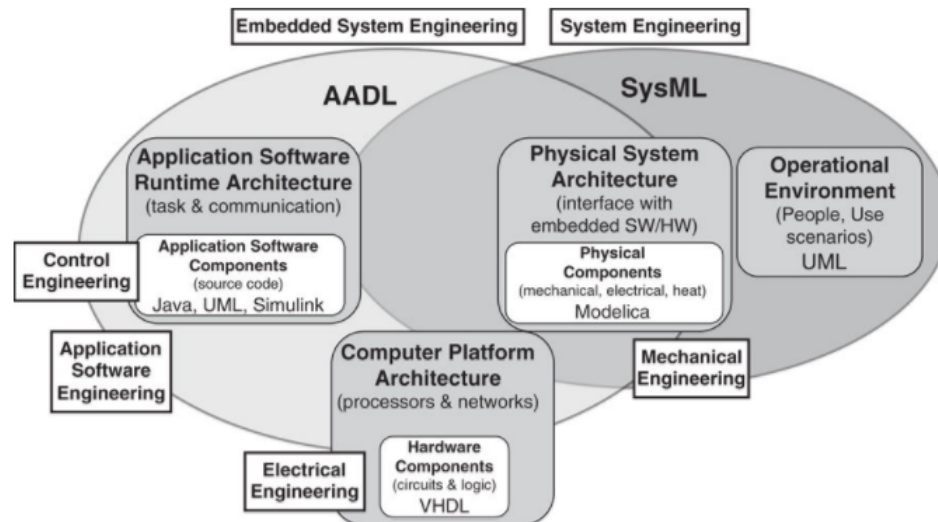 Embedded System Engineering
System Engineering
AADL
SysML
Application Software
Runtime Architecture
(task & communication)
Application Software
Components
(source code)
Java, UML, Simulink
Physical System
Architecture
(interface with
embedded SW/HW)
Physical
Components
(mechanical, electrical, heat)
Modelica
Operational
Environment
(People, Use
scenarios)
UML
Control
Engineering
Application
Software
Engineering
Computer Platform
Architecture
(processors & networks)
Hardware
Components
(circuits & logic)
VHDL
Mechanical
Engineering
Electrical
Engineering